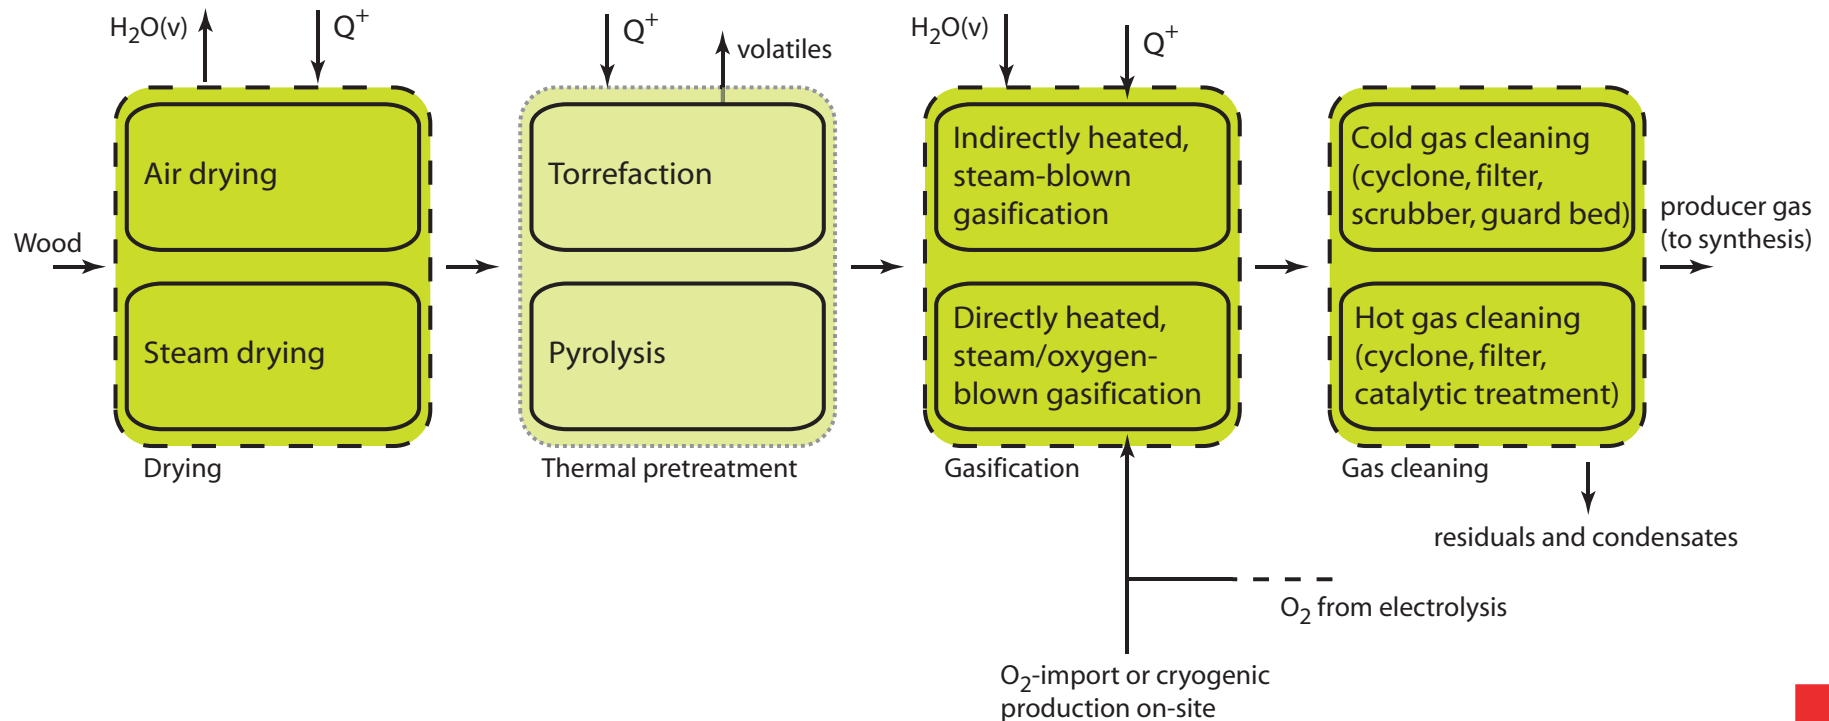 H2O(v)
Q+
Q+
volatiles
H2O(v)
Q+
Wood
Air drying
Steam drying
Drying
Torrefaction
Pyrolysis
Thermal pretreatment
Indirectly heated,
steam-blown
gasification
Directly heated,
steam/oxygen-
blown gasification
Gasification
Cold gas cleaning
(cyclone, filter,
scrubber, guard bed)
Hot gas cleaning
(cyclone, filter,
catalytic treatment)
Gas cleaning
producer gas
(to synthesis)
residuals and condensates
O2 from electrolysis
O2-import or cryogenic
production on-site